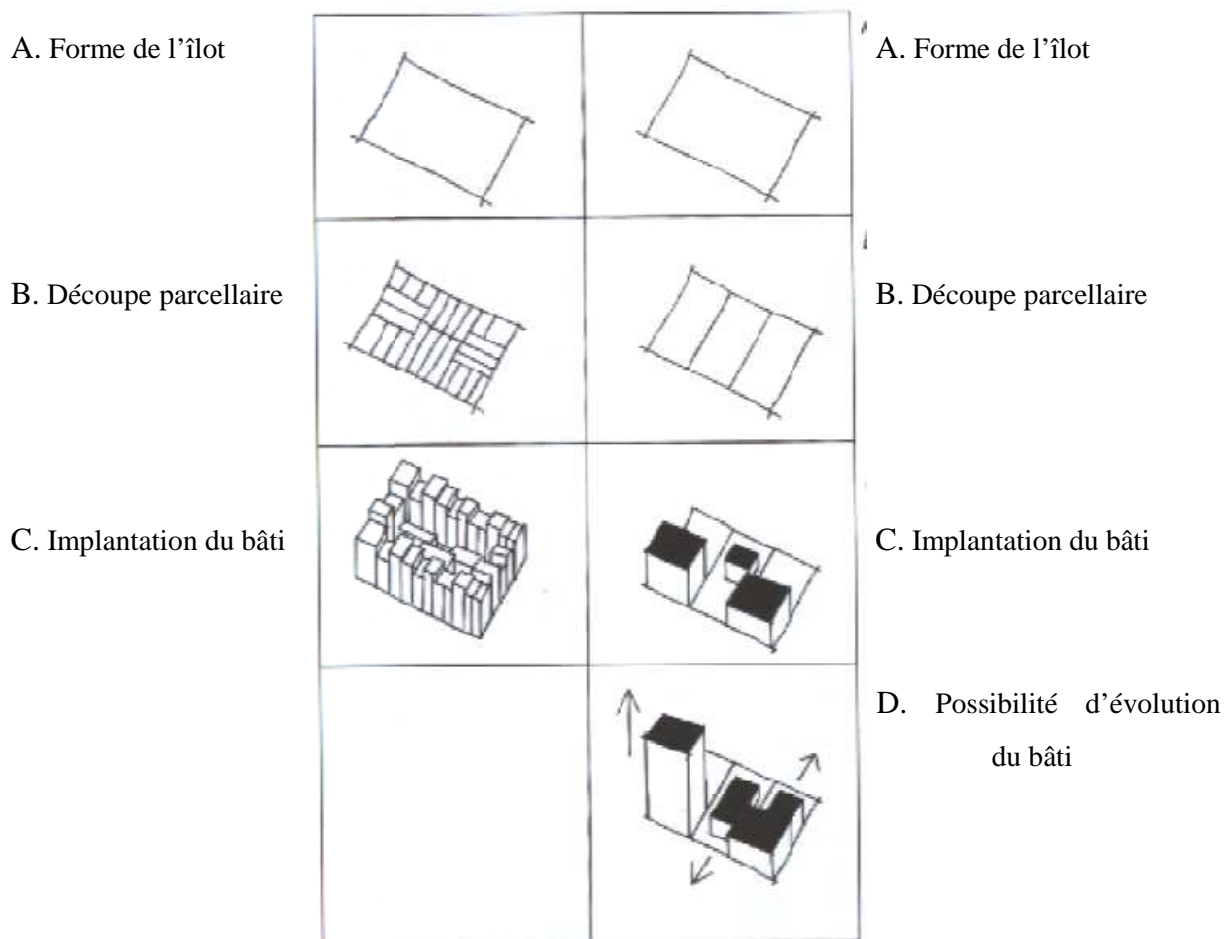 A. Forme de l’îlot
A. Forme de l’îlot
B. Découpe parcellaire
B. Découpe parcellaire
C. Implantation du bâti
C. Implantation du bâti
D. Possibilité d’évolution
du bâti